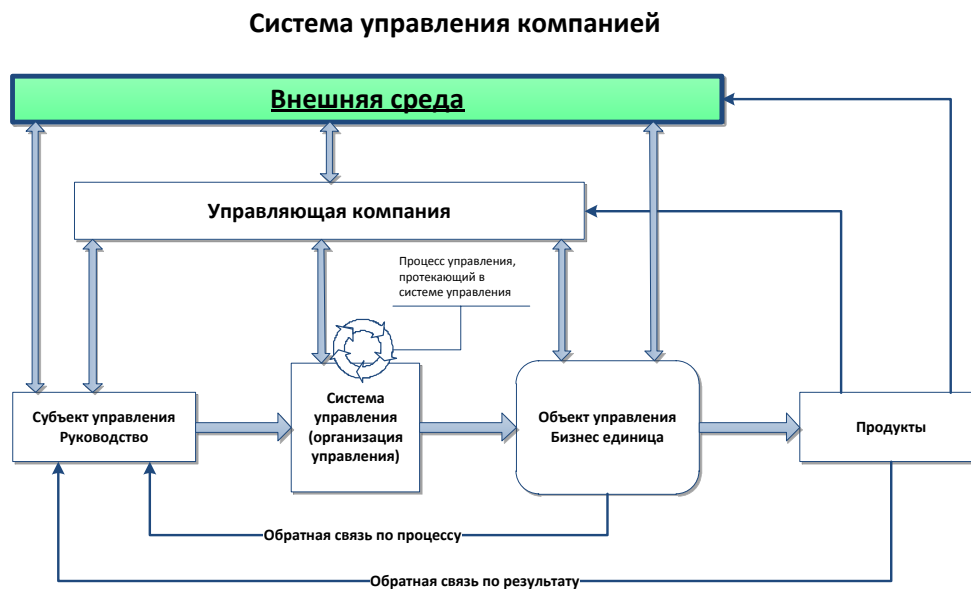 Система управления компанией
Внешняя среда
Управляющая компания
Процесс управления,
протекающий в
системе управления
Субъект управления
Руководство
Система
управления
(организация
управления)
Объект управления
Бизнес единица
Продукты
Обратная связь по процессу
Обратная связь по результату